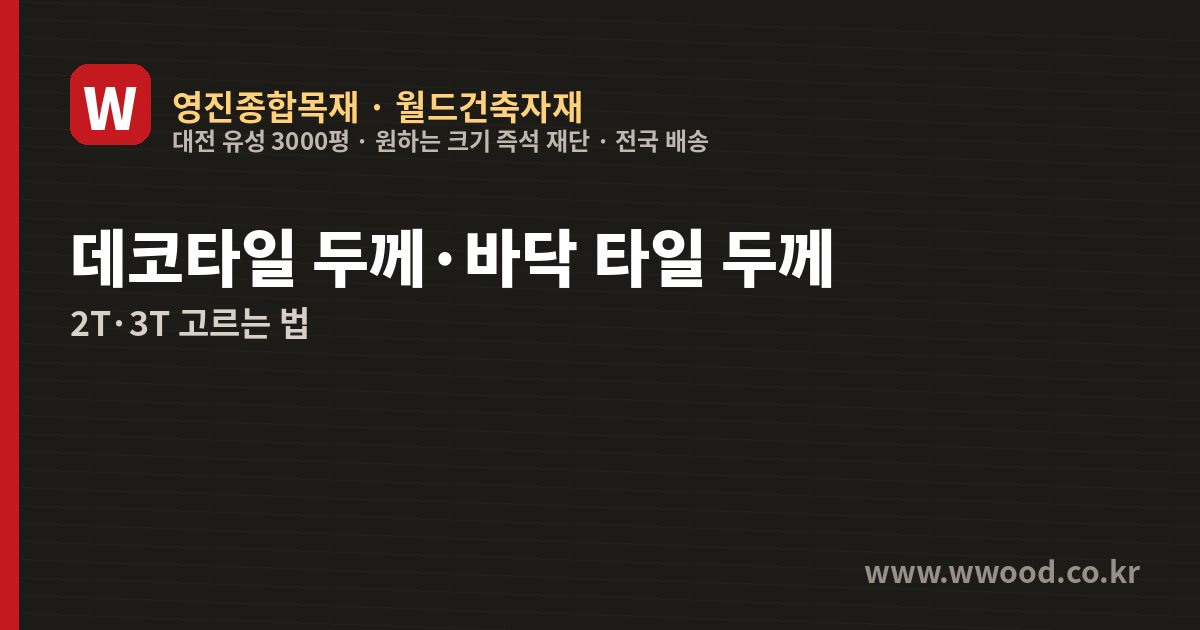 W
영진종합목재 · 월드건축자재
대전 유성 3000평 · 원하는 크기 즉석 재단 · 전국 배송
데코타일 두께·바닥 타일 두께
2T·3T 고르는 법
www.wwood.co.kr